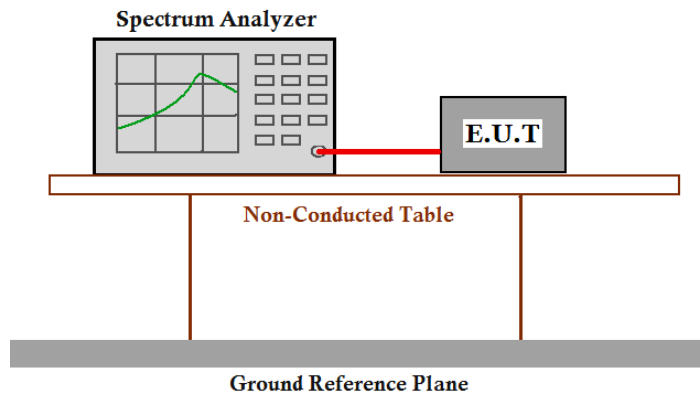 Spectrum Analyzer
E.U.T
Non-Conducted Table
Ground Reference Plane